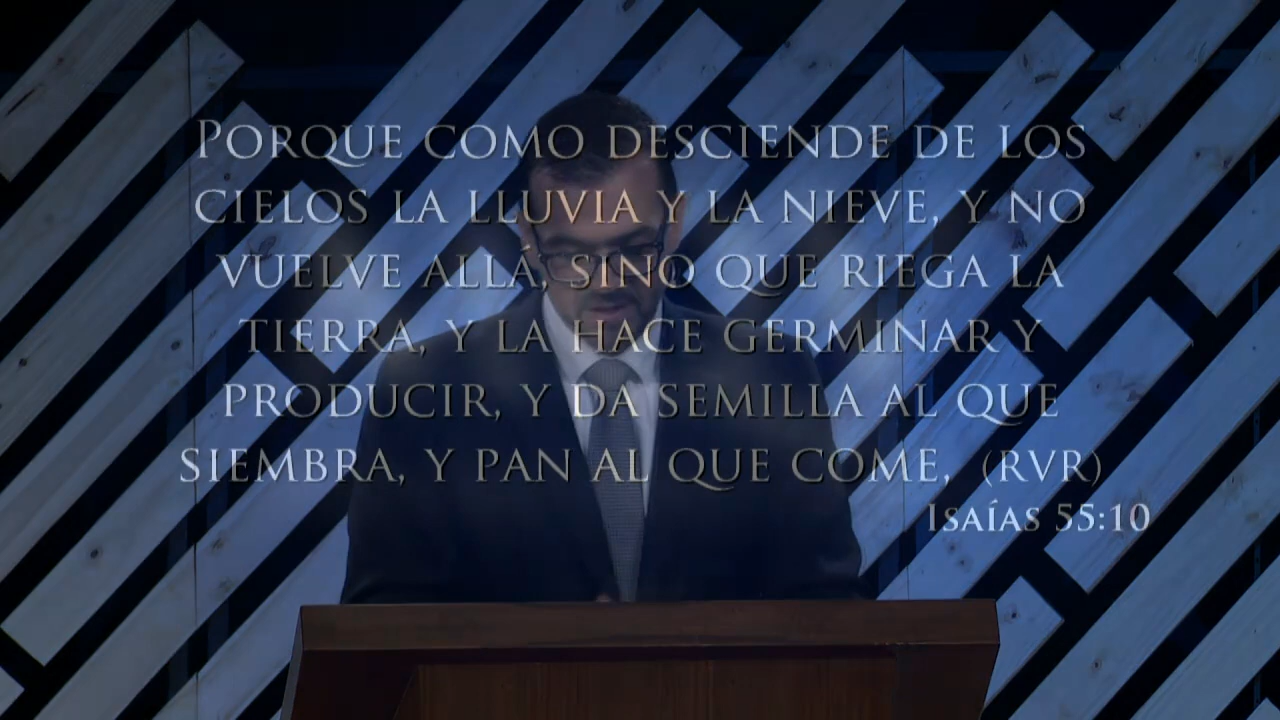 PORQUE COMO DESCIENDE DE LOS
CIELOS LA LLUVIA Y LA NIEVE, Y NO
VUELVE ALLÁ, SINO QUE RIEGA LA
TIERRA, Y LA HACE GERMINAR Y
PRODUCIR, Y DA SEMILLA AL QUE
SIEMBRA, Y PAN AL QUE COME, (RVR)
ISAÍAS 55:10